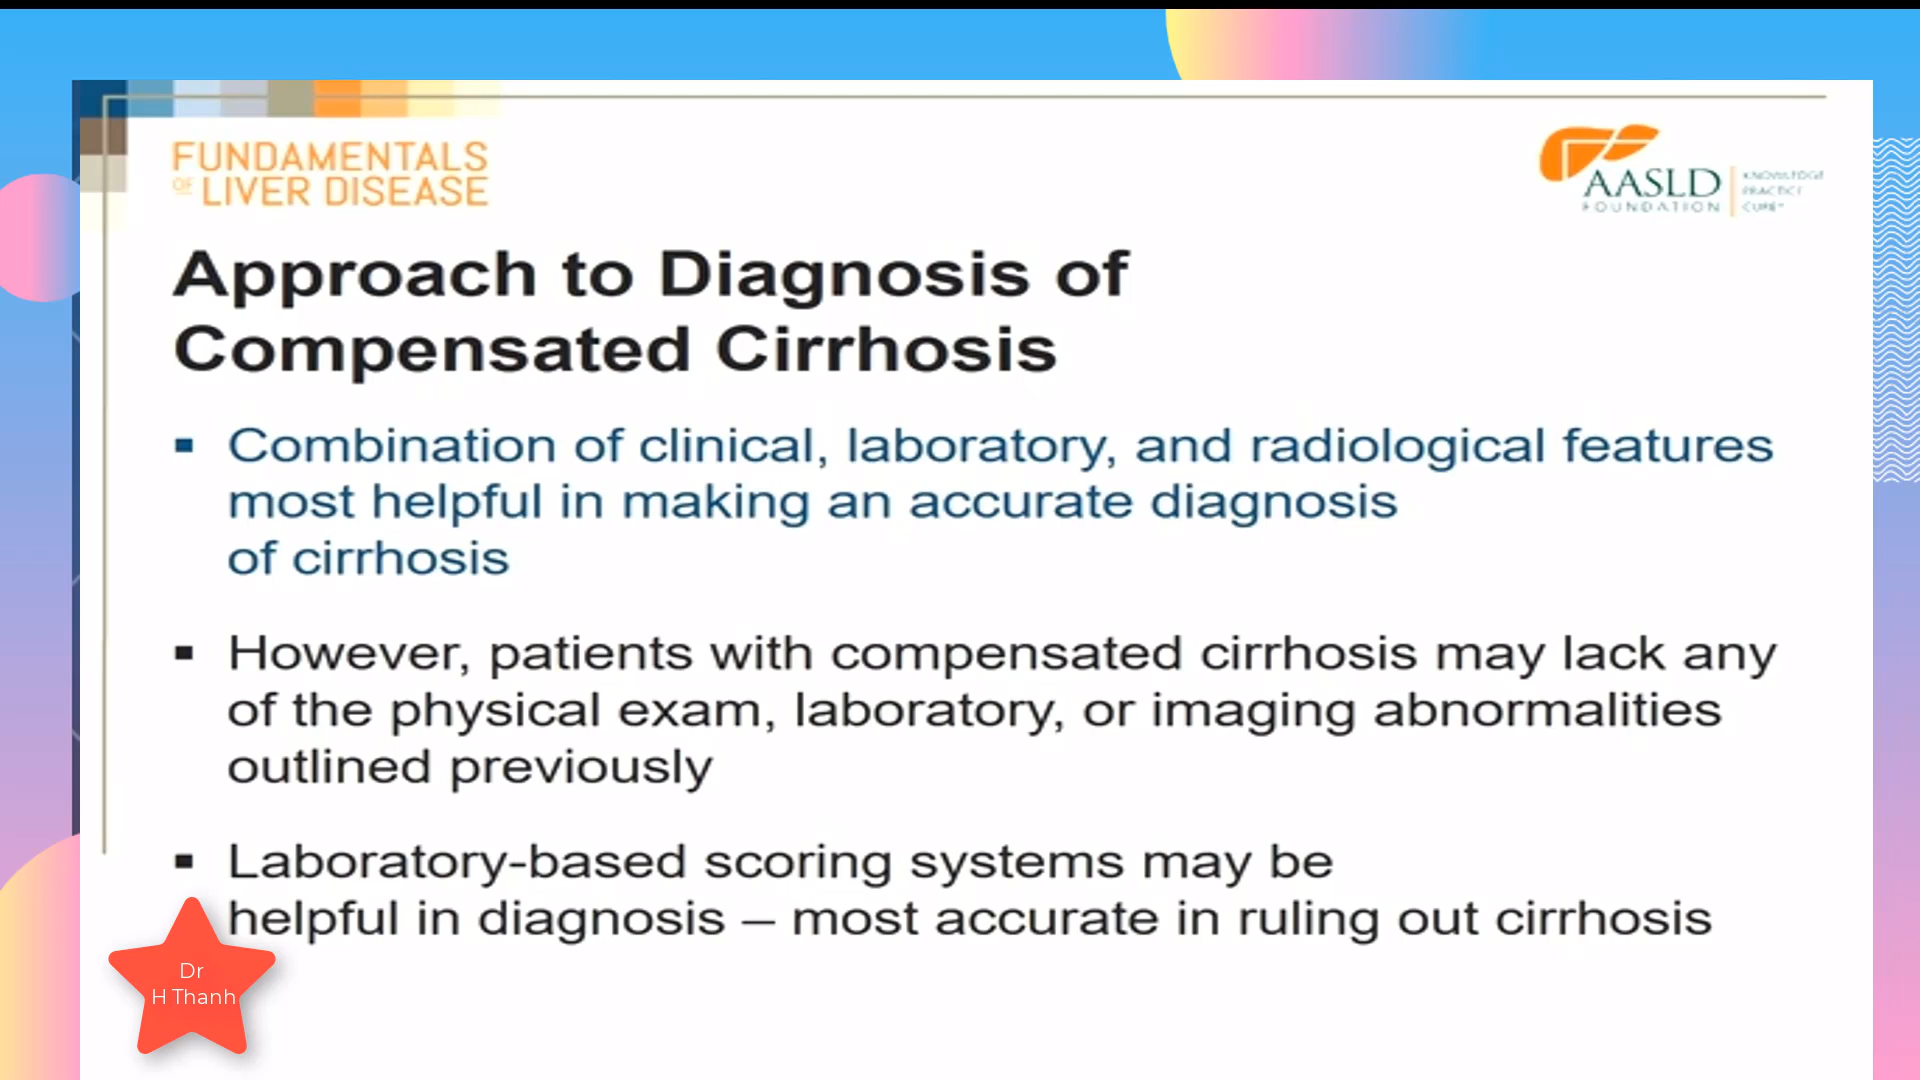 FUNDAMENTALS
OF LIVER DISEASE
AASLD
FOUNDATION
KNOWLEDGE
PRACTICE
CURE
Approach to Diagnosis of
Compensated Cirrhosis
▪ Combination of clinical, laboratory, and radiological features
most helpful in making an accurate diagnosis
of cirrhosis
▪ However, patients with compensated cirrhosis may lack any
of the physical exam, laboratory, or imaging abnormalities
outlined previously
▪ Laboratory-based scoring systems may be
helpful in diagnosis – most accurate in ruling out cirrhosis
Dr
H Thanh